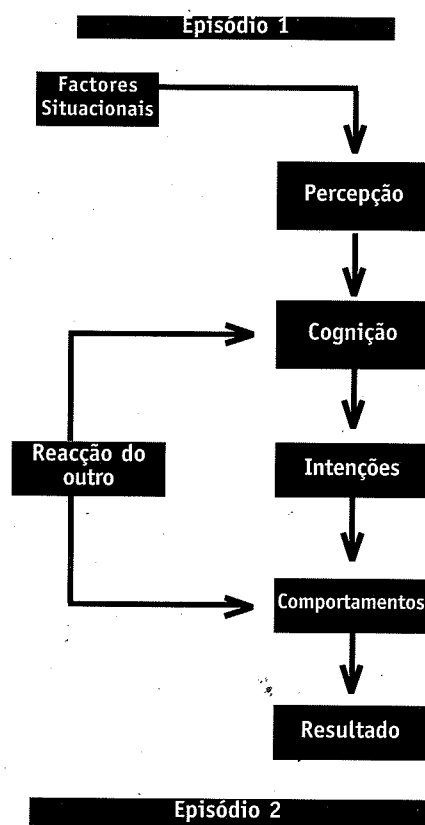 Episódio 1
Factores
Situacionais
Percepção
Cognição
Reacção do
outro
Intenções
Comportamentos
Resultado
Episódio 2